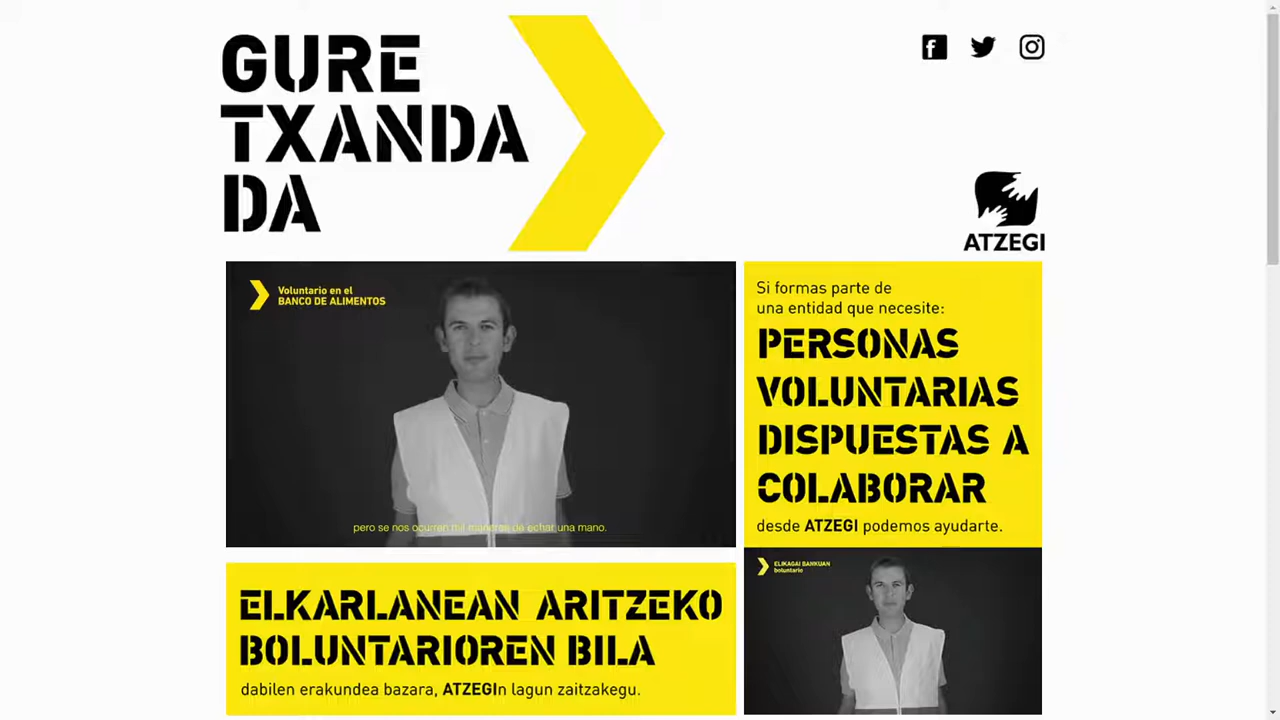 GURE
TXANDA
DA
ATZEGI
Voluntario en el
BANCO DE ALIMENTOS
pero se nos ocurren mil maneras de echar una mano.
Si formas parte de
una entidad que necesite:
PERSONAS
VOLUNTARIAS
DISPUESTAS A
COLABORAR
desde ATZEGI podemos ayudarte.
ELKARLANEAN ARITZEKO
BOLUNTARIOREN BILA
dabilen erakundea bazara, ATZEGIn lagun zaitzakegu.
ELIKAGAI BANKUAN
boluntario